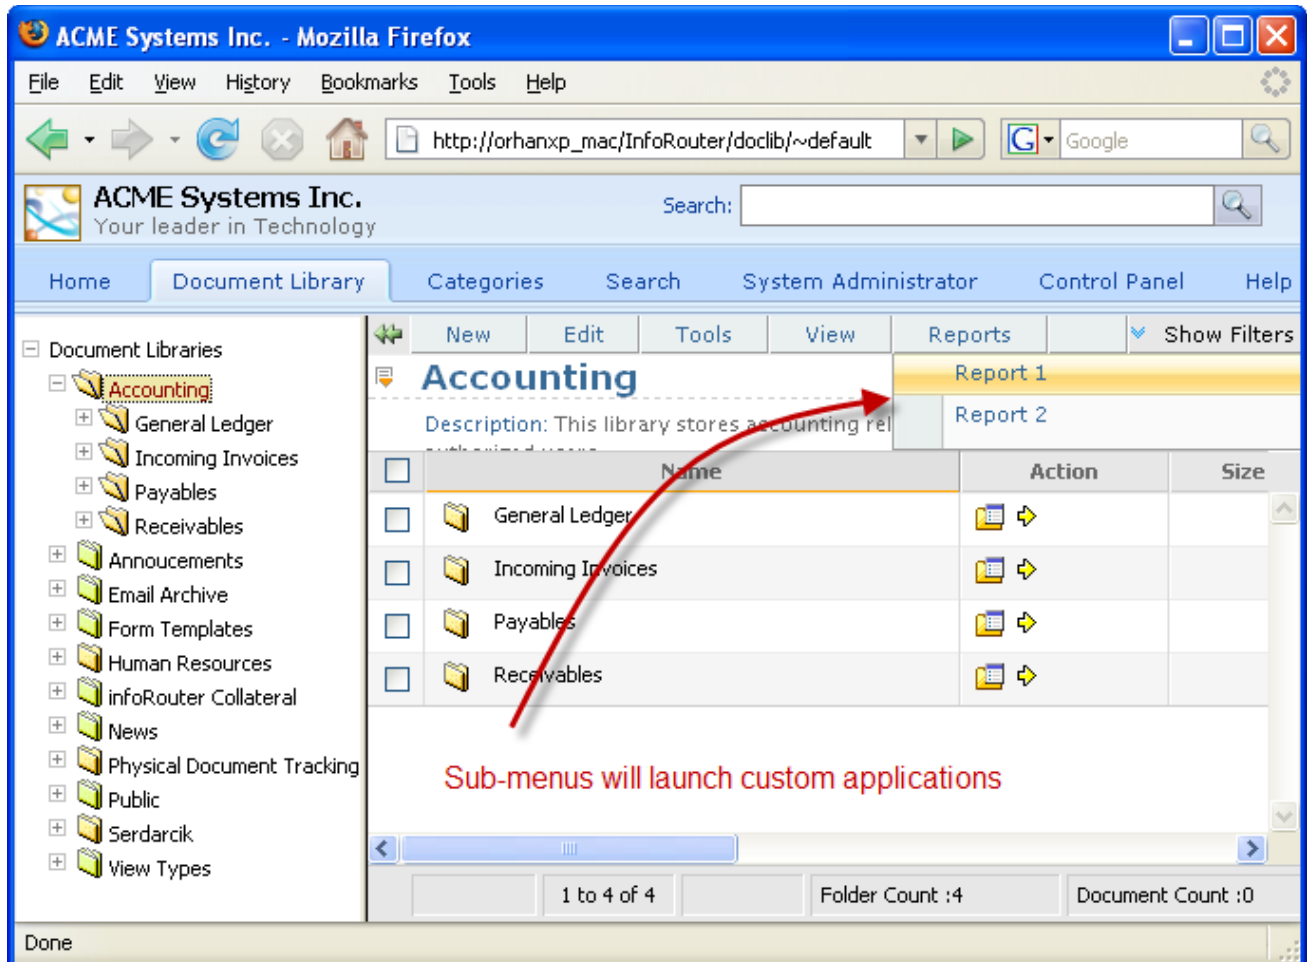 ACME Systems Inc. - Mozilla Firefox
File Edit View History Bookmarks Tools Help
http://orhanxp_mac/InfoRouter/doclib/~default G Google
ACME Systems Inc.
Your leader in Technology
Search:
Home Document Library Categories Search System Administrator Control Panel Help
Document Libraries
Accounting
General Ledger
Incoming Invoices
Payables
Receivables
Annoucements
Email Archive
Form Templates
Human Resources
infoRouter Collateral
News
Physical Document Tracking
Public
Serdarcik
View Types
New Edit Tools View Reports Show Filters
Report 1
Report 2
Accounting
Description: This library stores accounting rel
Name Action Size
General Ledger
Incoming Invoices
Payables
Receivables
Sub-menus will launch custom applications
1 to 4 of 4 Folder Count :4 Document Count :0
Done